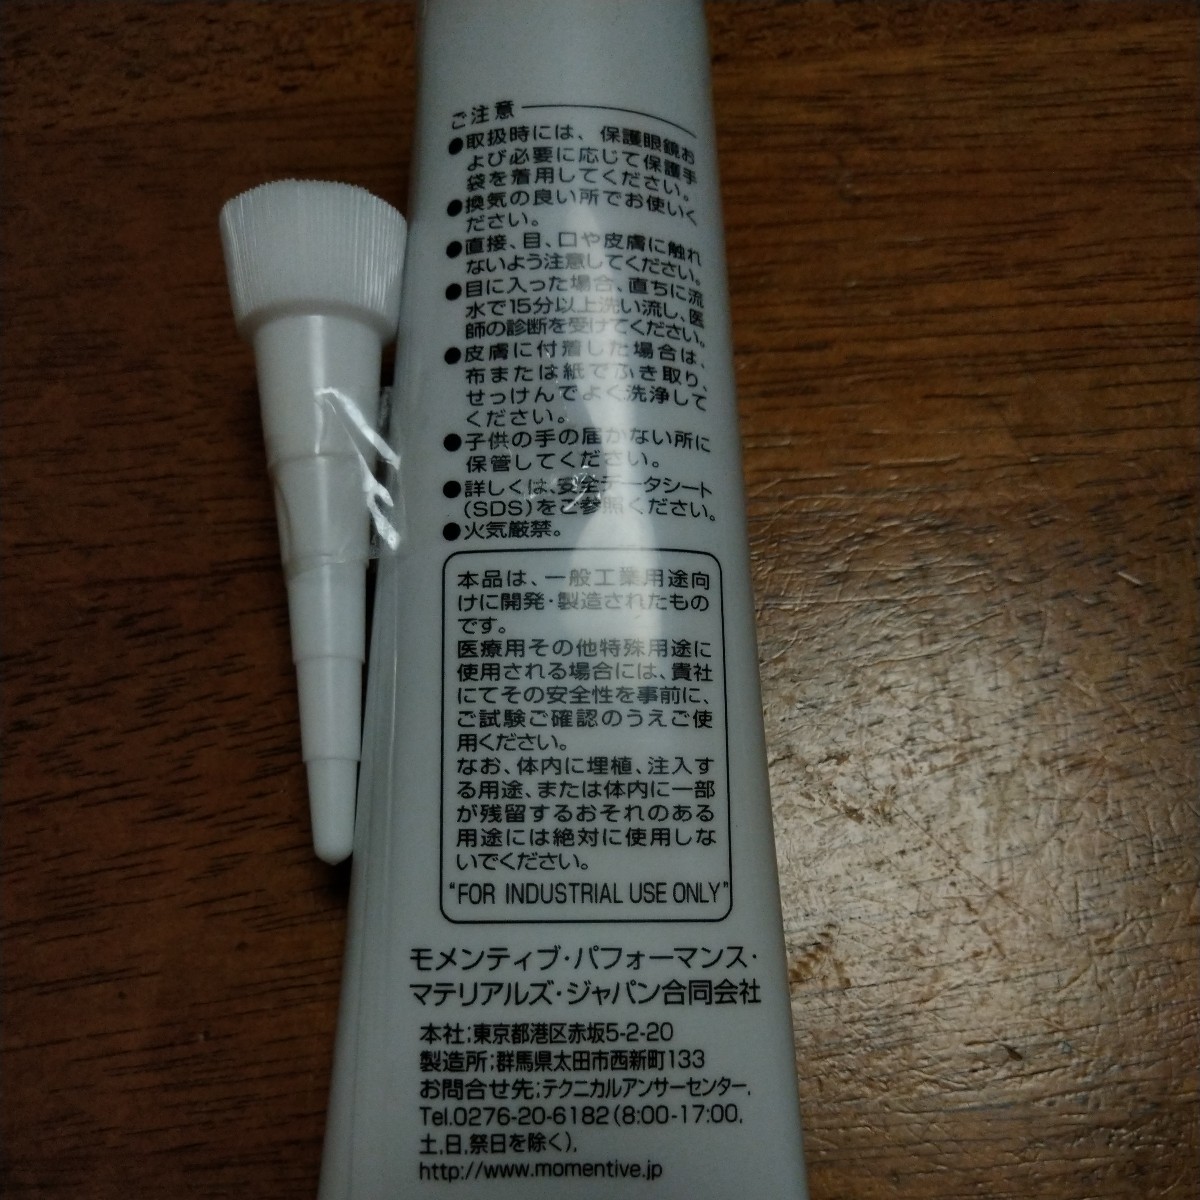 ご注意
●取扱時には、保護眼鏡お
よび必要に応じて保護手
袋を着用してください。
●換気の良い所でお使いく
ださい。
●直接、目、口や皮膚に触れ
ないよう注意してください。
●目に入った場合、直ちに流
水で15分以上洗い流し、医
師の診断を受けてください。
●皮膚に付着した場合は、
布または紙でふき取り、
せっけんでよく洗浄して
ください。
●子供の手の届かない所に
保管してください。
●詳しくは、安全データシート
(SDS)をご参照ください。
●火気厳禁。
本品は、一般工業用途向
けに開発・製造されたもの
です。
医療用その他特殊用途に
使用される場合には、貴社
にてその安全性を事前に、
ご試験ご確認のうえご使
用ください。
なお、体内に埋植、注入す
る用途、または体内に一部
が残留するおそれのある
用途には絶対に使用しな
いでください。
"FOR INDUSTRIAL USE ONLY"
モメンティブ・パフォーマンス・
マテリアルズ・ジャパン合同会社
本社:東京都港区赤坂5-2-20
製造所:群馬県太田市西新町133
お問合せ先:テクニカルアンサーセンター,
Tel.0276-20-6182(8:00-17:00,
土,日,祭日を除く),
http://www.momentive.jp